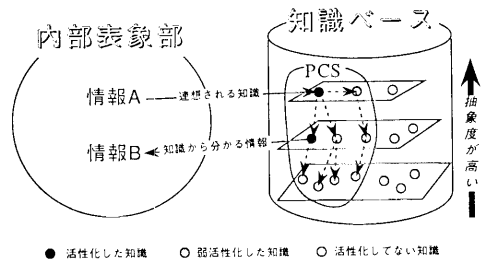 内部表象部
知識ベース
PCS
情報A
連想される知識
情報B
知識から分かる情報
抽象度が高い
活性化した知識
弱活性化した知識
活性化してない知識